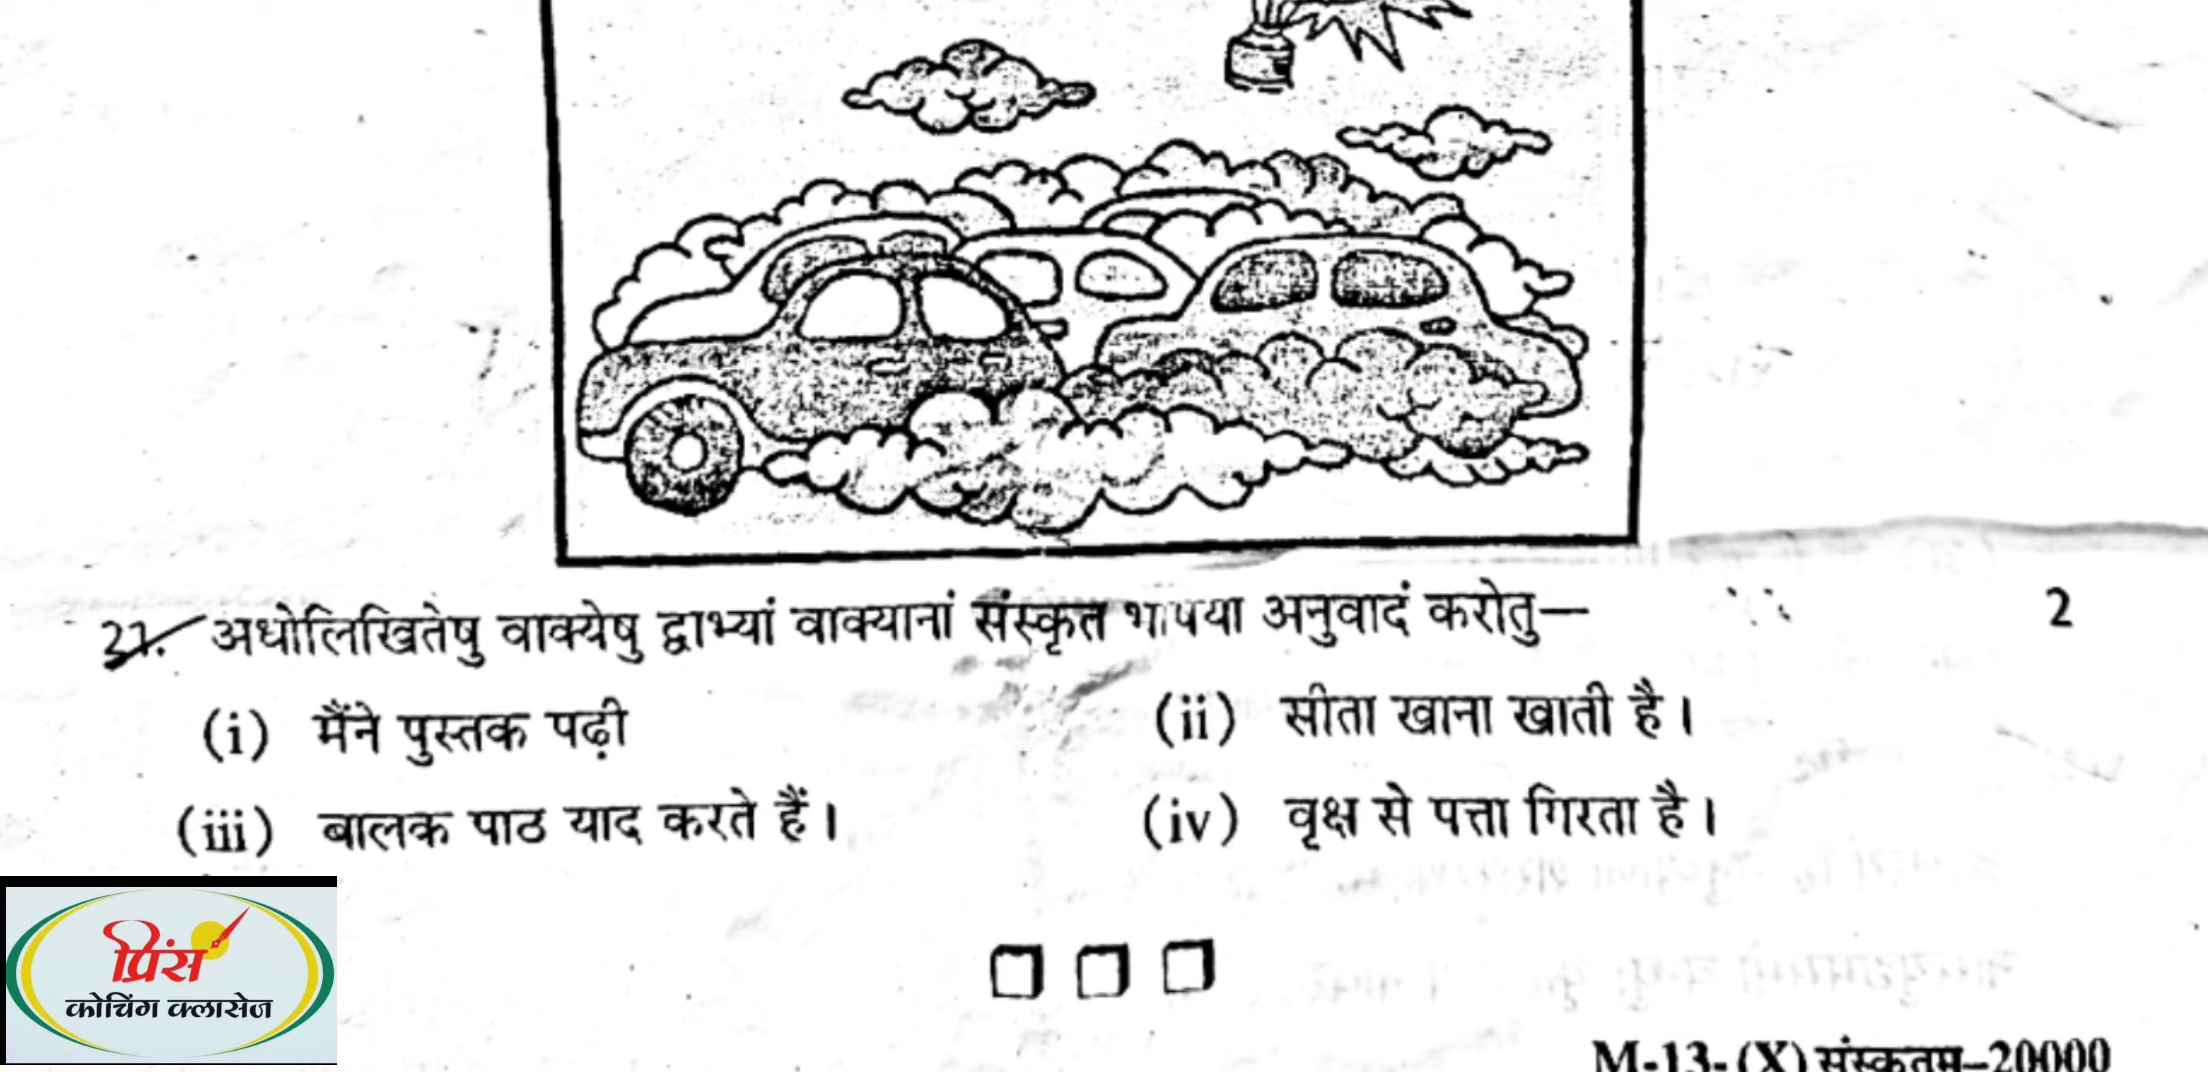 21. अधोलिखितेषु वाक्येषु द्वाभ्यां वाक्यानां संस्कृत भाषया अनुवादं करोतु— 2
(i) मैंने पुस्तक पढ़ी (ii) सीता खाना खाती है।
(iii) बालक पाठ याद करते हैं। (iv) वृक्ष से पत्ता गिरता है।
प्रिंस
कोचिंग क्लासेज
M-13-(X) संस्कृतम्–20000